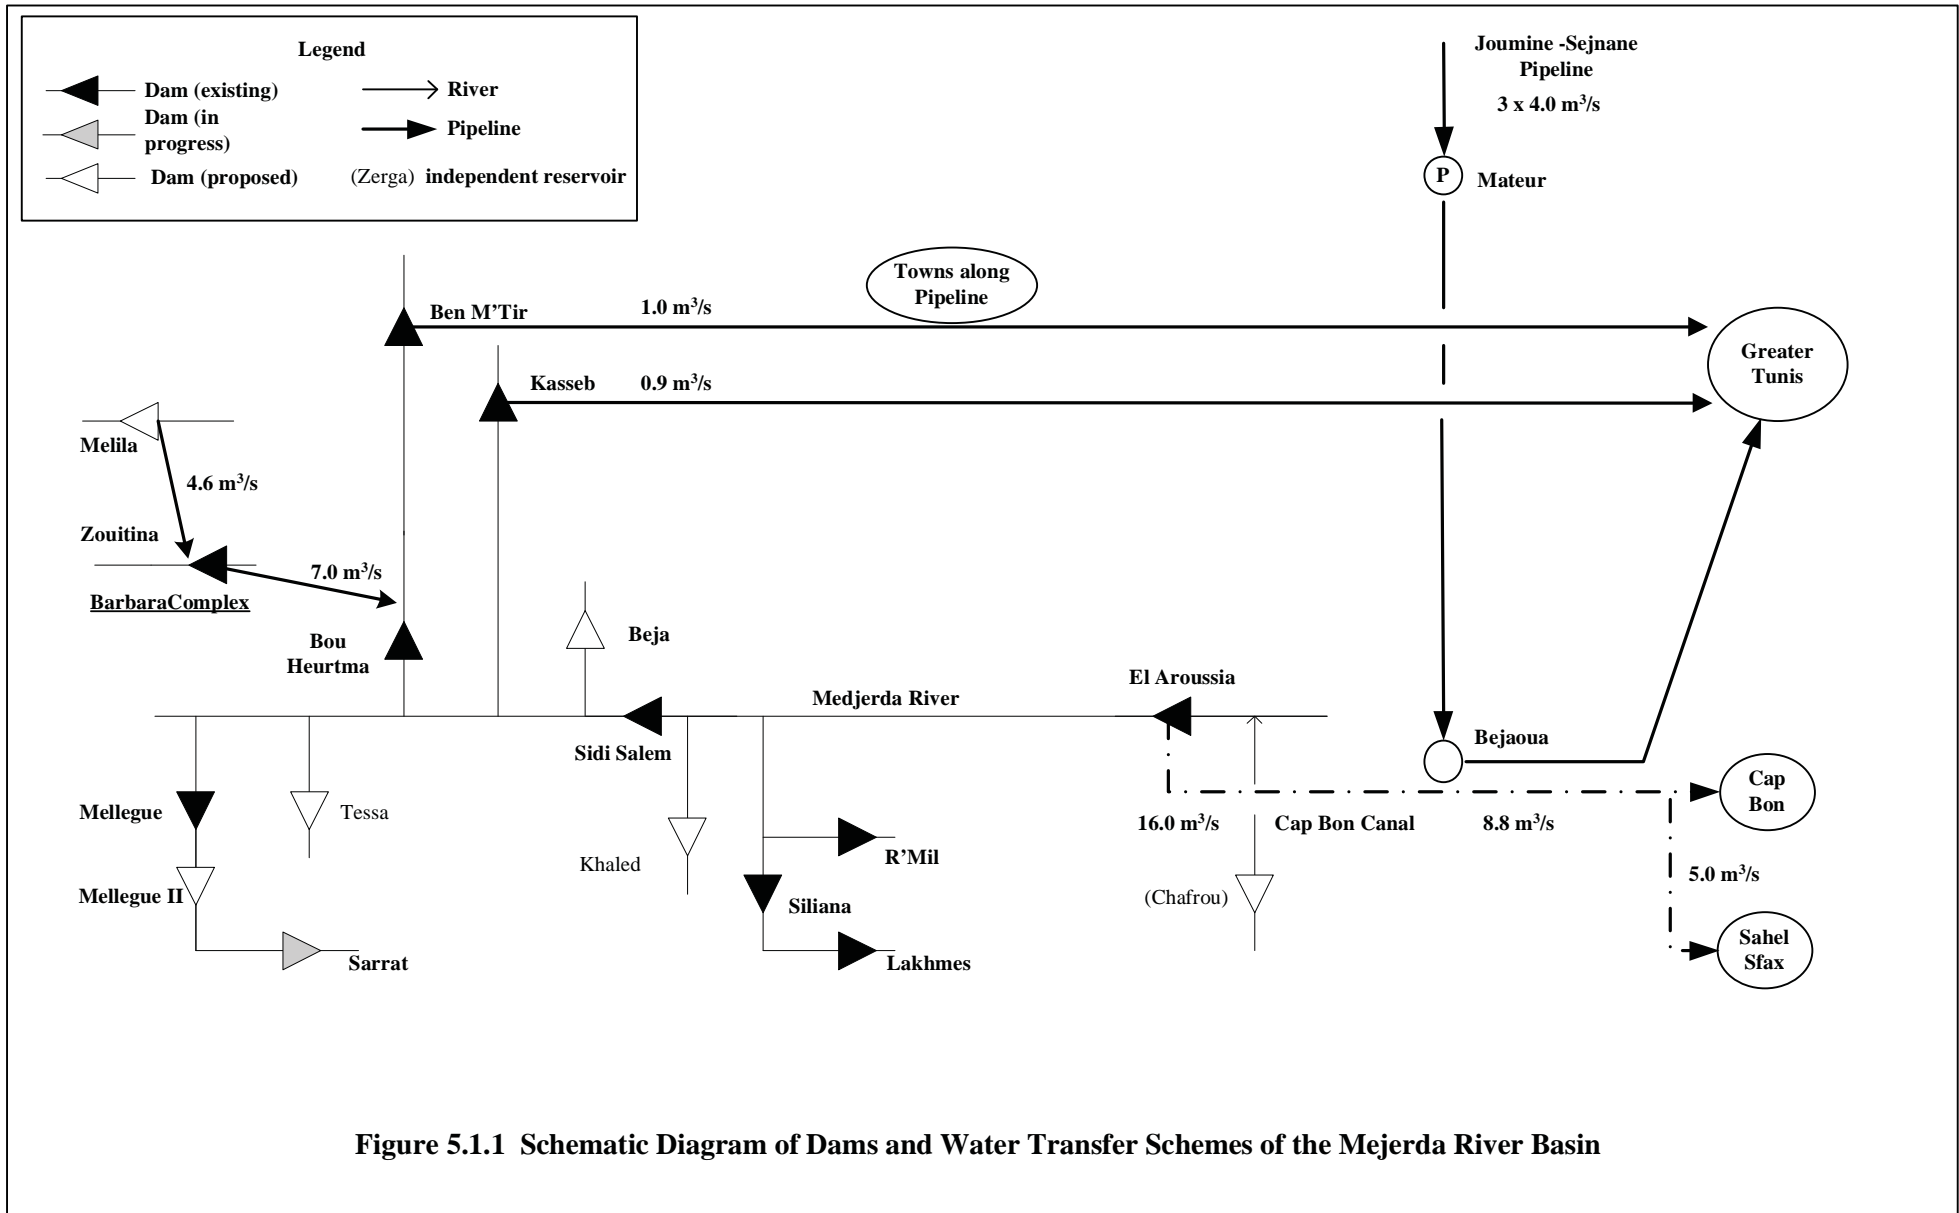 Legend
Dam (existing)
Dam (in
progress)
Dam (proposed)
River
Pipeline
(Zerga) independent reservoir
Joumine -Sejnane
Pipeline
3 x 4.0 m³/s
P
Mateur
Towns along
Pipeline
Ben M'Tir
1.0 m³/s
Greater
Tunis
Kasseb
0.9 m³/s
Melila
4.6 m³/s
Zouitina
7.0 m³/s
BarbaraComplex
Bou
Heurtma
Beja
El Aroussia
Medjerda River
Sidi Salem
Bejaoua
Cap
Bon
Mellegue
Tessa
16.0 m³/s
Cap Bon Canal
8.8 m³/s
Khaled
R'Mil
5.0 m³/s
Mellegue II
Siliana
(Chafrou)
Sahel
Sfax
Sarrat
Lakhmes
Figure 5.1.1 Schematic Diagram of Dams and Water Transfer Schemes of the Mejerda River Basin